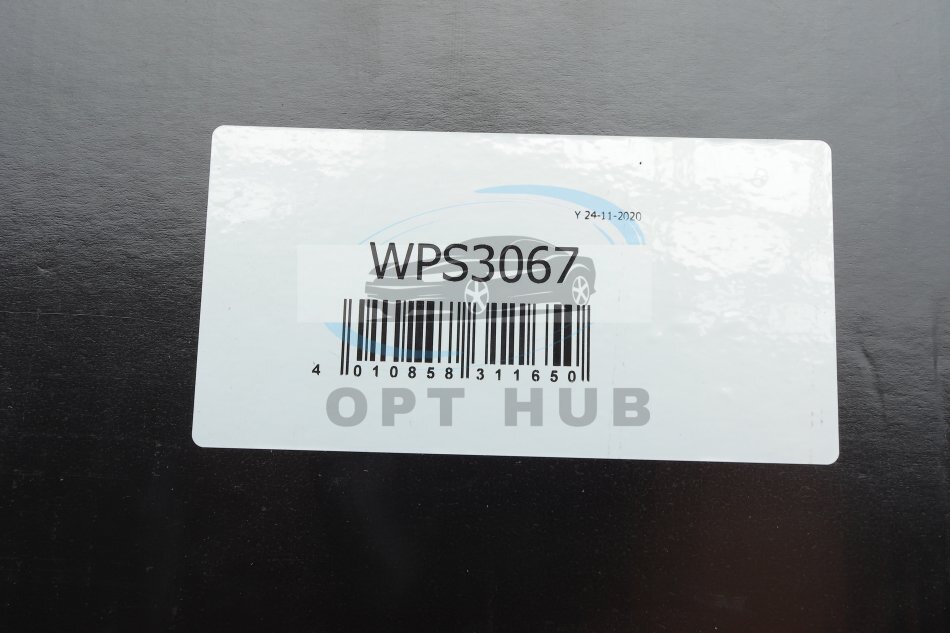 Y 24-11-2020
WPS3067
4 010858 311650
OPT HUB